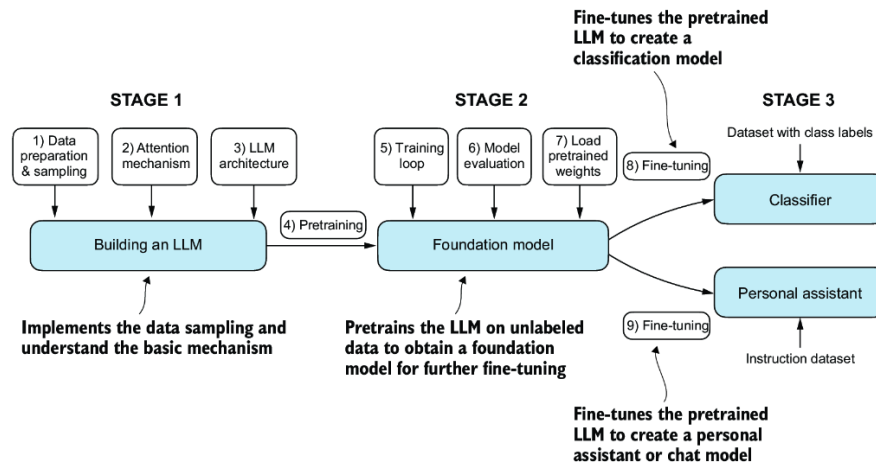 Fine-tunes the pretrained
LLM to create a
classification model
STAGE 1
STAGE 2
STAGE 3
1) Data
preparation
& sampling
2) Attention
mechanism
3) LLM
architecture
5) Training
loop
6) Model
evaluation
7) Load
pretrained
weights
8) Fine-tuning
Dataset with class labels
Building an LLM
4) Pretraining
Foundation model
Classifier
Personal assistant
Implements the data sampling and
understand the basic mechanism
Pretrains the LLM on unlabeled
data to obtain a foundation
model for further fine-tuning
9) Fine-tuning
Instruction dataset
Fine-tunes the pretrained
LLM to create a personal
assistant or chat model